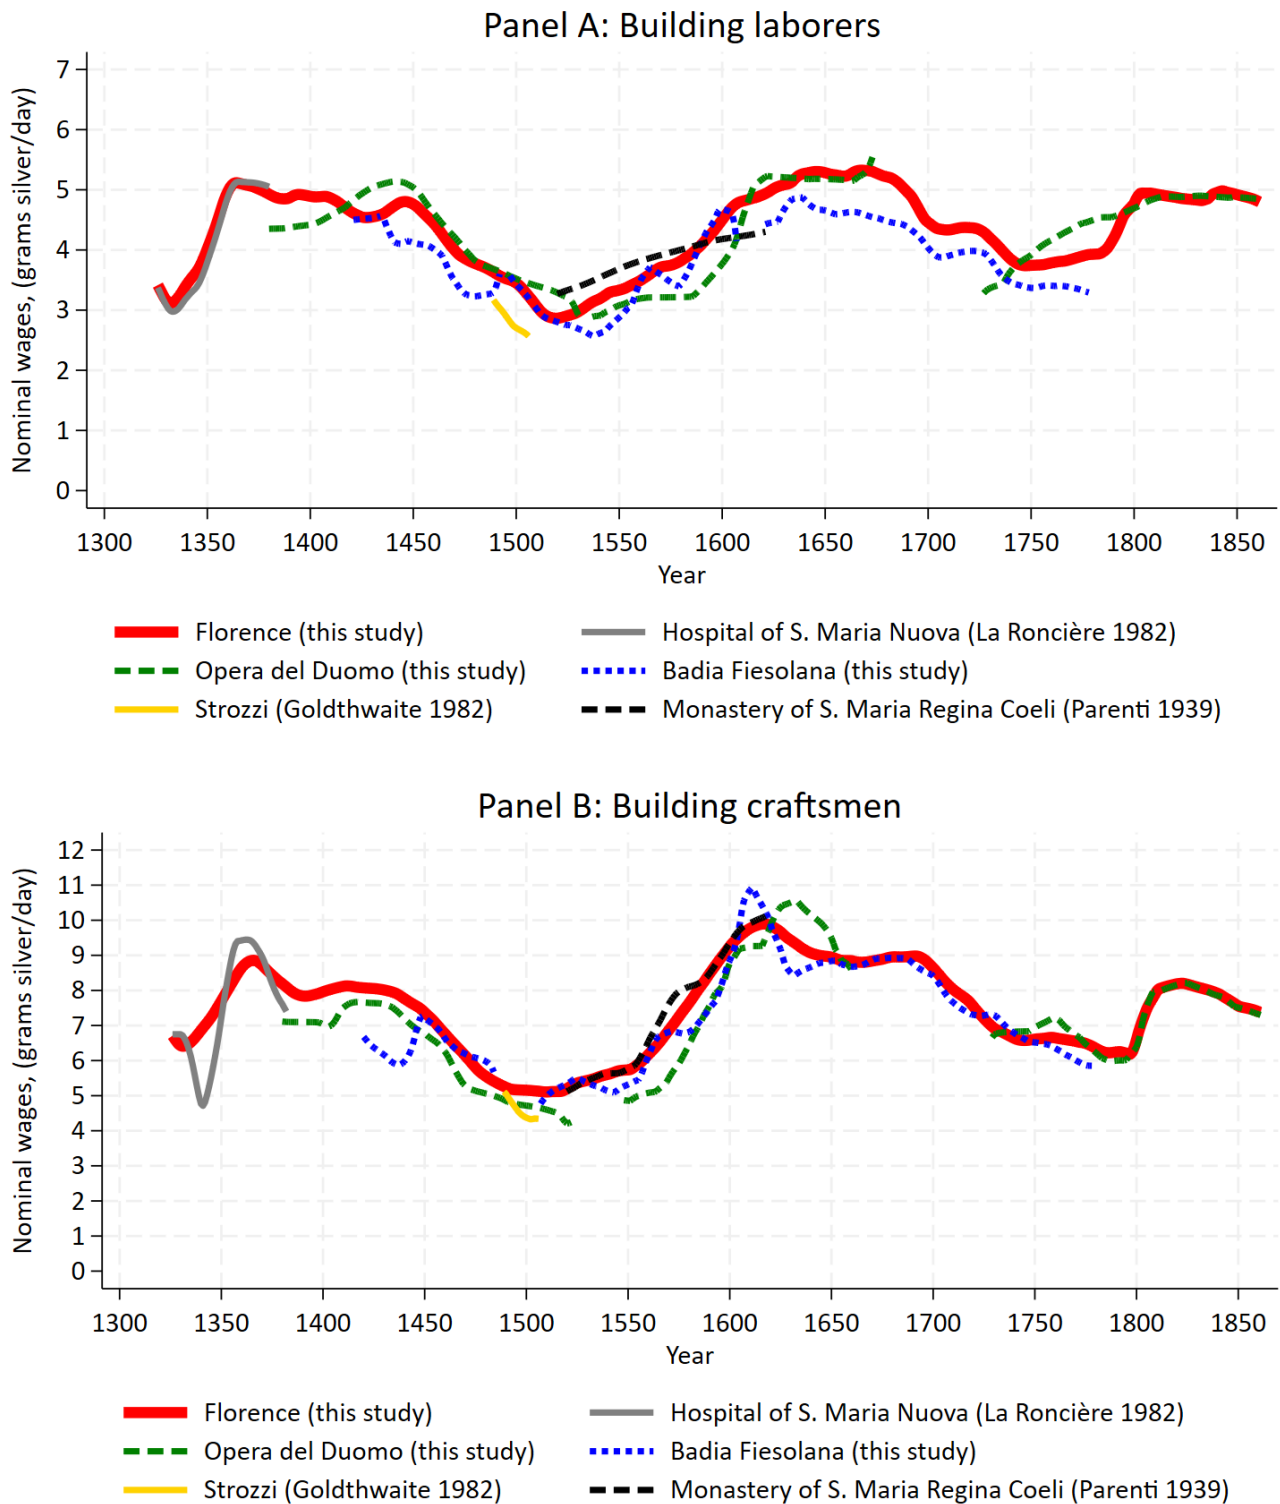 Panel A: Building laborers
Nominal wages, (grams silver/day)
7
6
5
4
3
2
1
0
1300 1350 1400 1450 1500 1550 1600 1650 1700 1750 1800 1850
Year
Florence (this study) Hospital of S. Maria Nuova (La Roncière 1982)
Opera del Duomo (this study) Badia Fiesolana (this study)
Strozzi (Goldthwaite 1982) Monastery of S. Maria Regina Coeli (Parenti 1939)
Panel B: Building craftsmen
Nominal wages, (grams silver/day)
12
11
10
9
8
7
6
5
4
3
2
1
0
1300 1350 1400 1450 1500 1550 1600 1650 1700 1750 1800 1850
Year
Florence (this study) Hospital of S. Maria Nuova (La Roncière 1982)
Opera del Duomo (this study) Badia Fiesolana (this study)
Strozzi (Goldthwaite 1982) Monastery of S. Maria Regina Coeli (Parenti 1939)